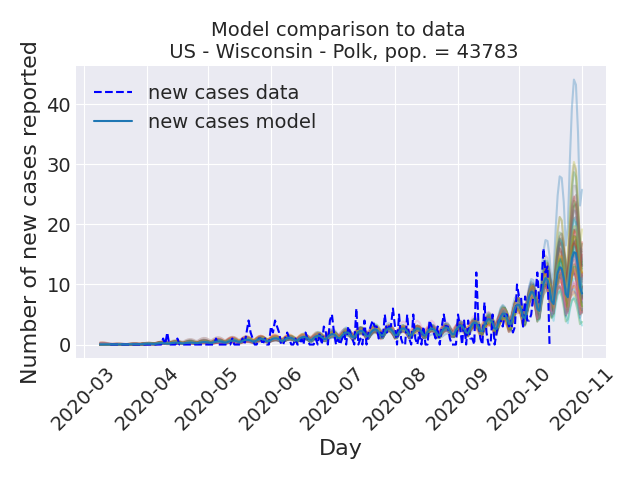 Model comparison to data
US - Wisconsin - Polk, pop. = 43783
Number of new cases reported
40
30
20
10
0
new cases data
new cases model
2020-03
2020-04
2020-05
2020-06
2020-07
2020-08
2020-09
2020-10
2020-11
Day